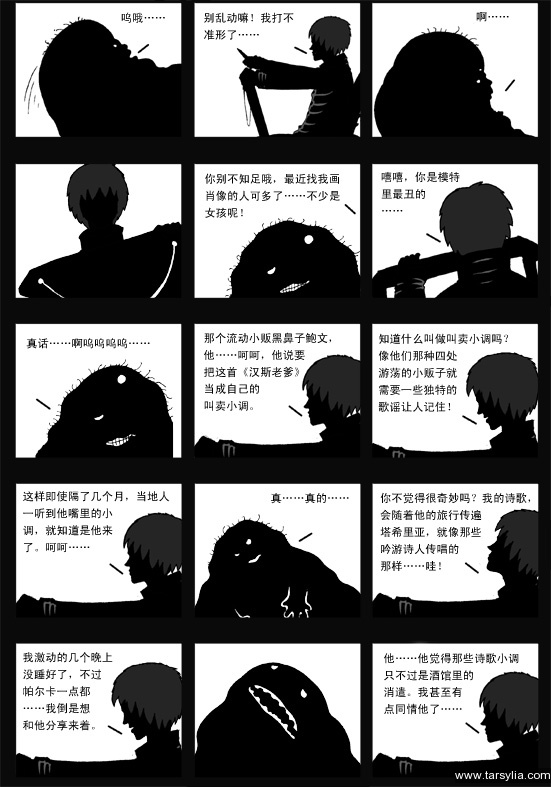 呜哦……
别乱动嘛！我打不
准形了……
啊……
你别不知足哦，最近找我画
肖像的人可多了……不少是
女孩呢！
嘻嘻，你是模特
里最丑的
……
真话……啊呜呜呜呜……
那个流动小贩黑鼻子鲍文，
他……呵呵，他说要
把这首《汉斯老爹》
当成自己的
叫卖小调。
知道什么叫做叫卖小调吗？
像他们那种四处
游荡的小贩子就
需要一些独特的
歌谣让人记住！
这样即使隔了几个月，当地人
一听到他嘴里的小
调，就知道是他来
了。呵呵……
真……真的……
你不觉得很奇妙吗？我的诗歌，
会随着他的旅行传遍
塔希里亚，就像那些
吟游诗人传唱的
那样……哇！
我激动的几个晚上
没睡好了，不过
帕尔卡一点都
……我倒是想
和他分享来着。
他……他觉得那些诗歌小调
只不过是酒馆里的
消遣。我甚至有
点同情他了……
www.tarsylia.com